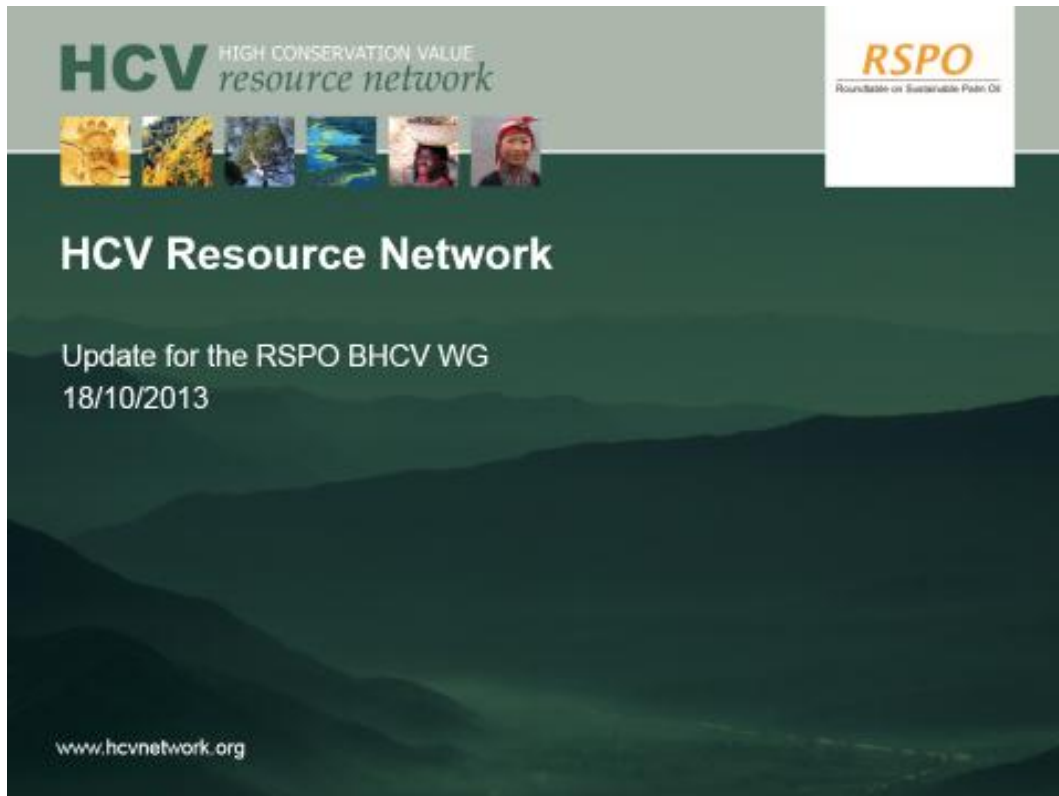 HCV HIGH CONSERVATION VALUE
resource network
RSPO
Roundtable on Sustainable Palm Oil
HCV Resource Network
Update for the RSPO BHCV WG
18/10/2013
www.hcvnetwork.org